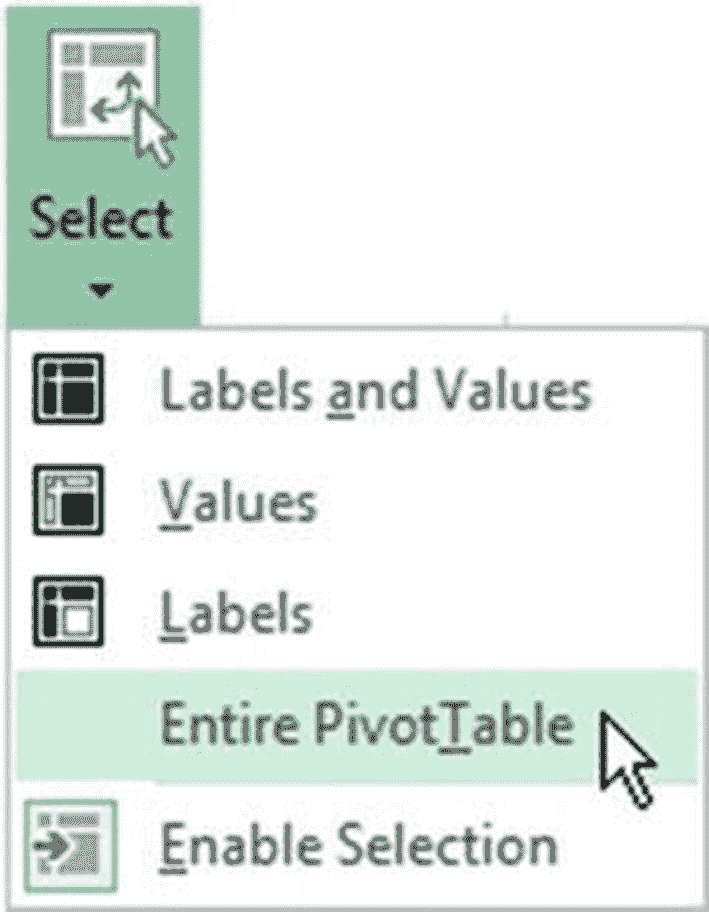 Select
Labels and Values
Values
Labels
Entire PivotTable
Enable Selection